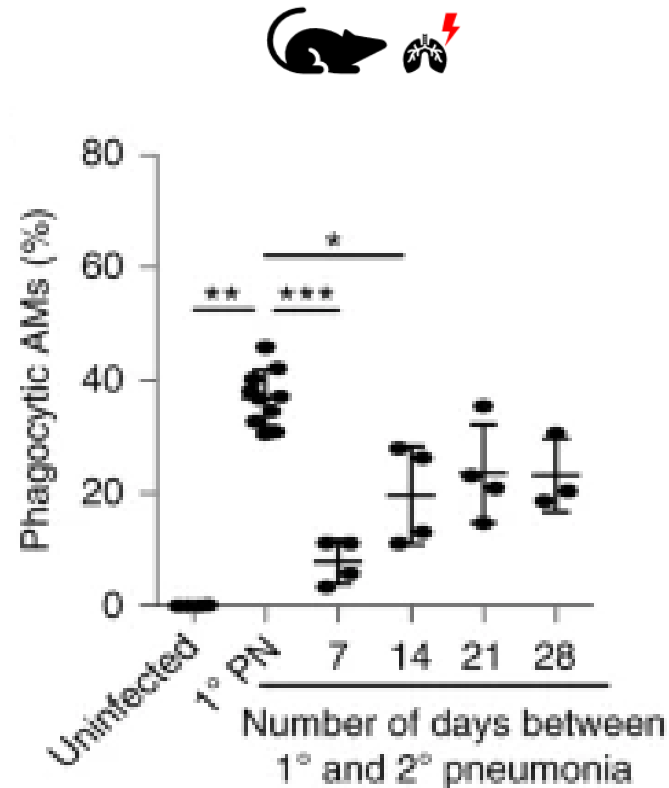 80
Phagocytic AMs (%)
*
60
** ***
40
20
0
Uninfected 1° PN 7 14 21 28
Number of days between
1° and 2° pneumonia